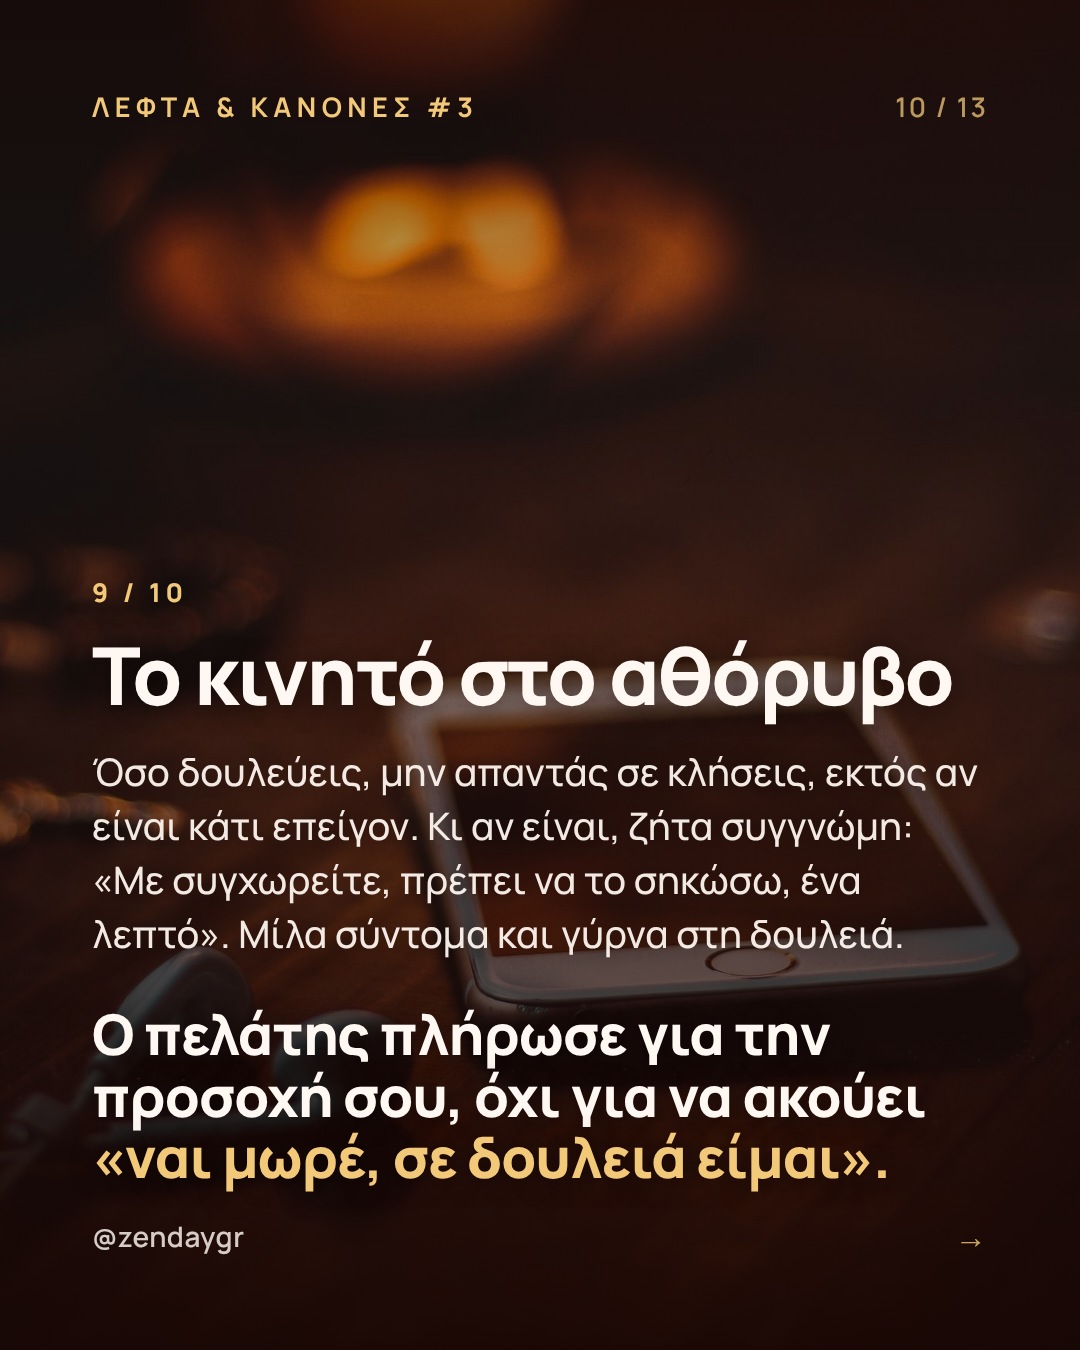 ΛΕΦΤΑ & ΚΑΝΟΝΕΣ #3
10 / 13
9 / 10
Το κινητό στο αθόρυβο
Όσο δουλεύεις, μην απαντάς σε κλήσεις, εκτός αν
είναι κάτι επείγον. Κι αν είναι, ζήτα συγγνώμη:
«Με συγχωρείτε, πρέπει να το σηκώσω, ένα
λεπτό». Μίλα σύντομα και γύρνα στη δουλειά.
Ο πελάτης πλήρωσε για την
προσοχή σου, όχι για να ακούει
«ναι μωρέ, σε δουλειά είμαι».
@zendaygr
→